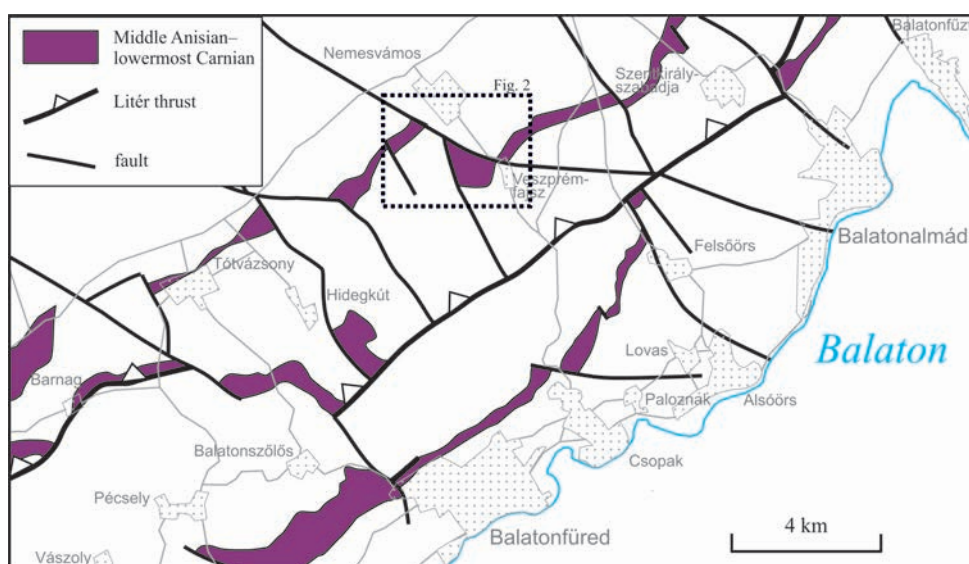 Middle Anisian–
lowermost Carnian
Litér thrust
fault
Nemesvámos
Fig. 2
Szentkirály-
szabadja
Balatonfűz
Veszprém-
fajsz
Felsőörs
Balatonalmád
Tótvázsony
Hidegkút
Lovas
Balaton
Barnag
Paloznak
Alsóörs
Balatonszőlős
Csopak
Pécsely
4 km
Balatonfüred
Vászoly